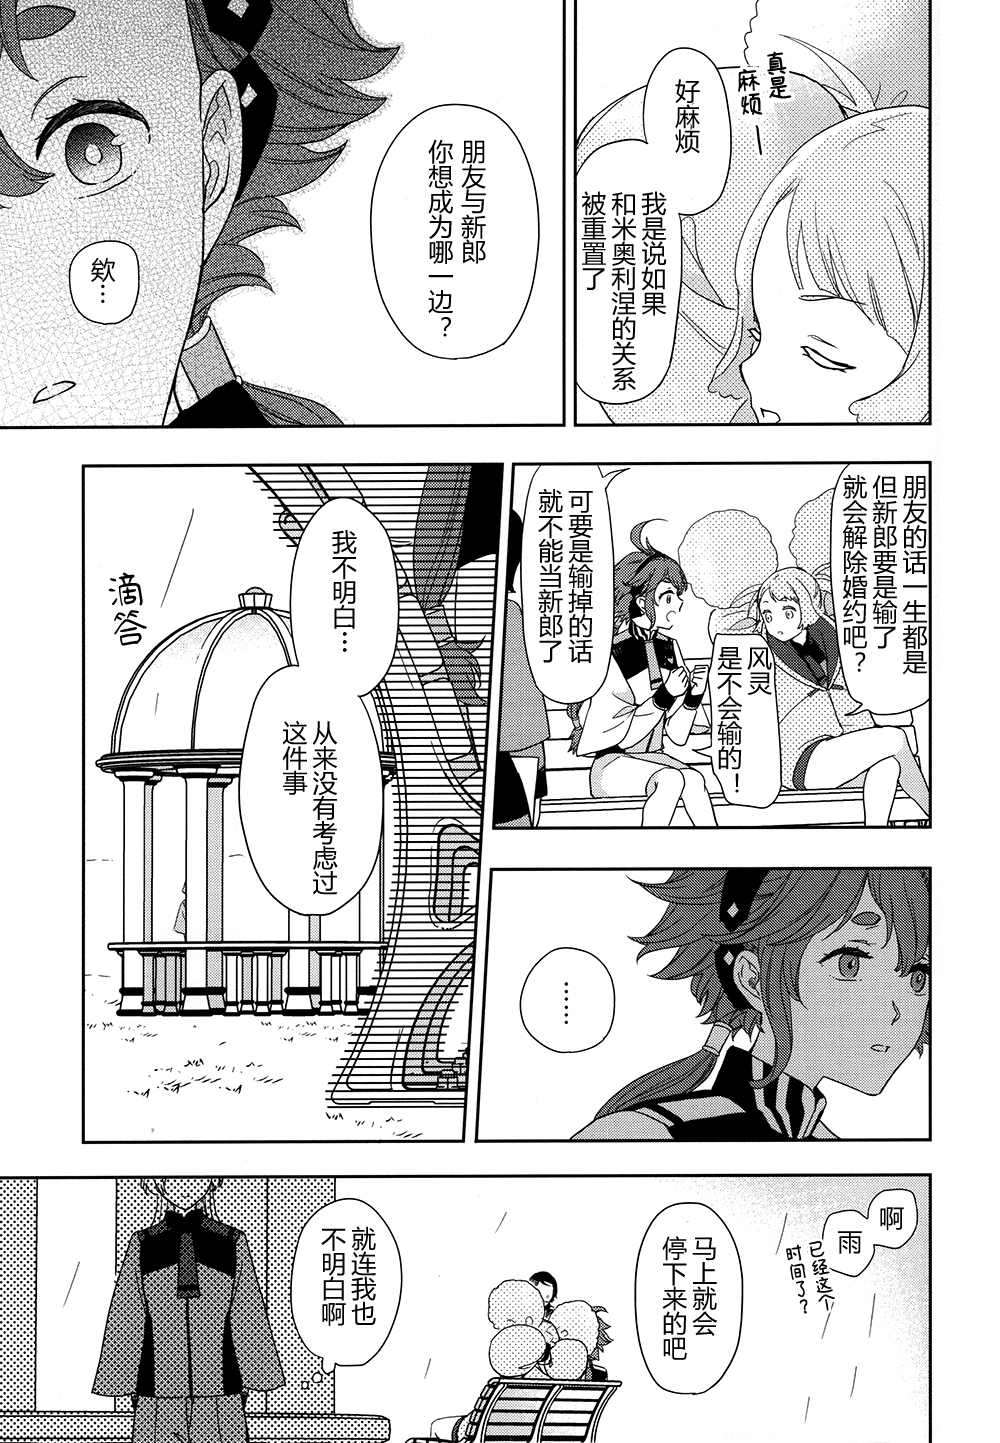 真是
麻烦ー
好麻烦
我是说如果
和米奥利涅的关系
被重置了
朋友与新郎
你想成为哪一边？
欸…
朋友的话一生都是
但新郎要是输了
就会解除婚约吧？
风灵
是不会输的！
可要是输掉的话
就不能当新郎了
……
我不明白…
从来没有考虑过
这件事
滴答
啊
雨
已经这个
时间了？
马上就会
停下来的吧
就连我也
不明白啊